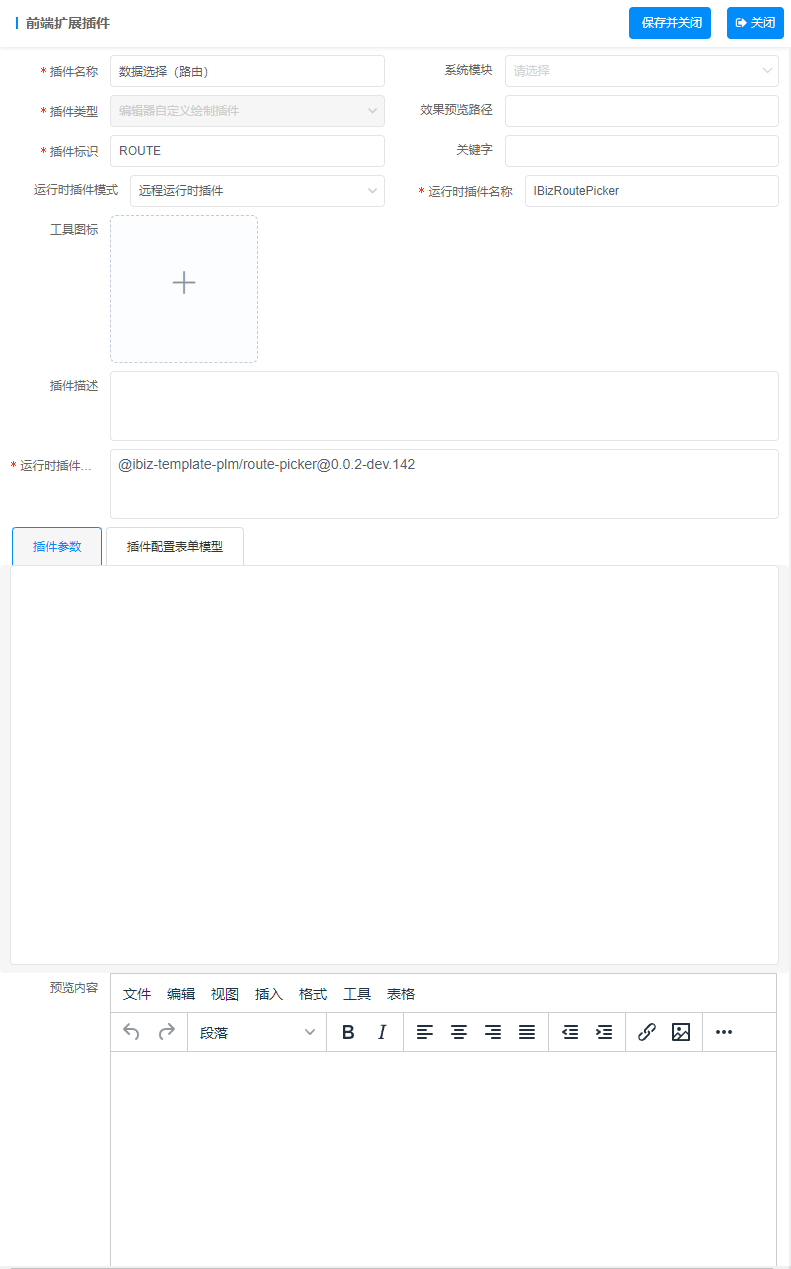 前端扩展插件
保存并关闭
关闭
* 插件名称 数据选择（路由） 系统模块 请选择
* 插件类型 编辑器自定义绘制插件 效果预览路径
* 插件标识 ROUTE 关键字
运行时插件模式 远程运行时插件 * 运行时插件名称 IBizRoutePicker
工具图标
插件描述
* 运行时插件... @ibiz-template-plm/route-picker@0.0.2-dev.142
插件参数 插件配置表单模型
预览内容 文件 编辑 视图 插入 格式 工具 表格
段落 B I